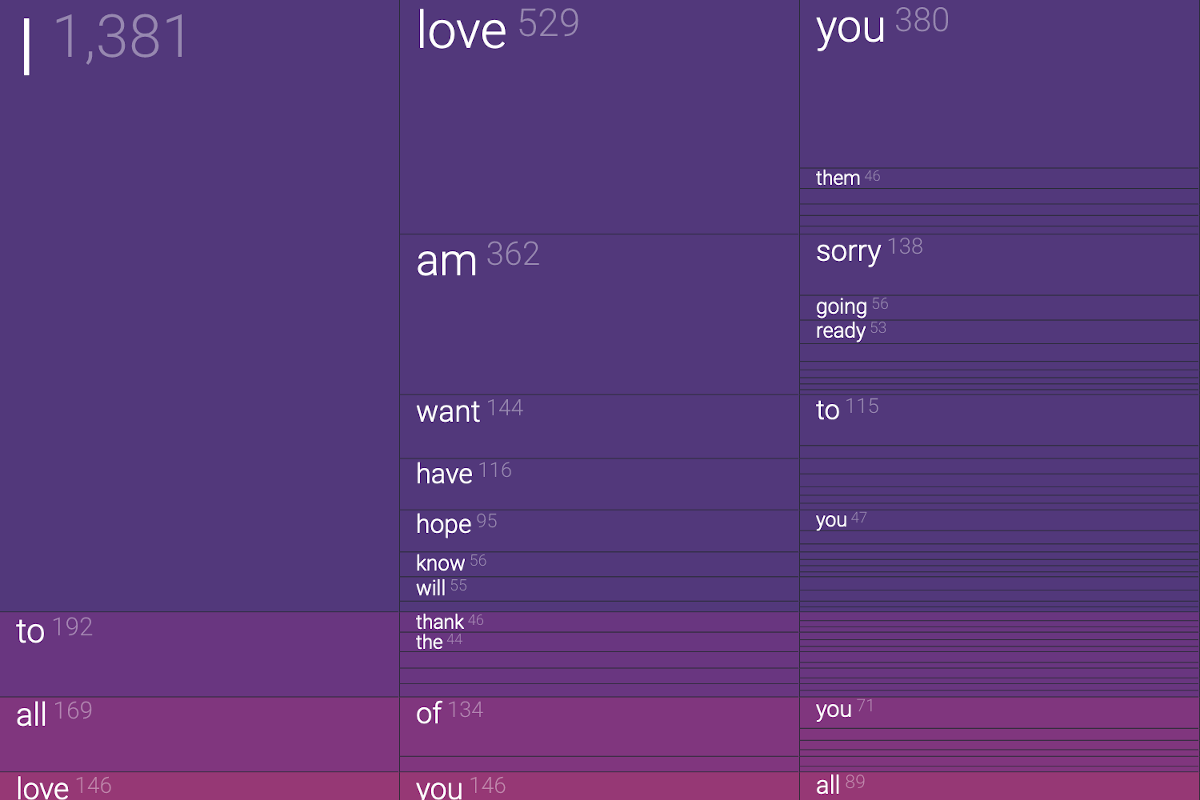 I 1,381
love 529
you 380
them 46
am 362
sorry 138
going 56
ready 53
want 144
to 115
have 116
hope 95
you 47
know 56
will 55
to 192
thank 46
the 44
all 169
of 134
you 71
love 146
you 146
all 89